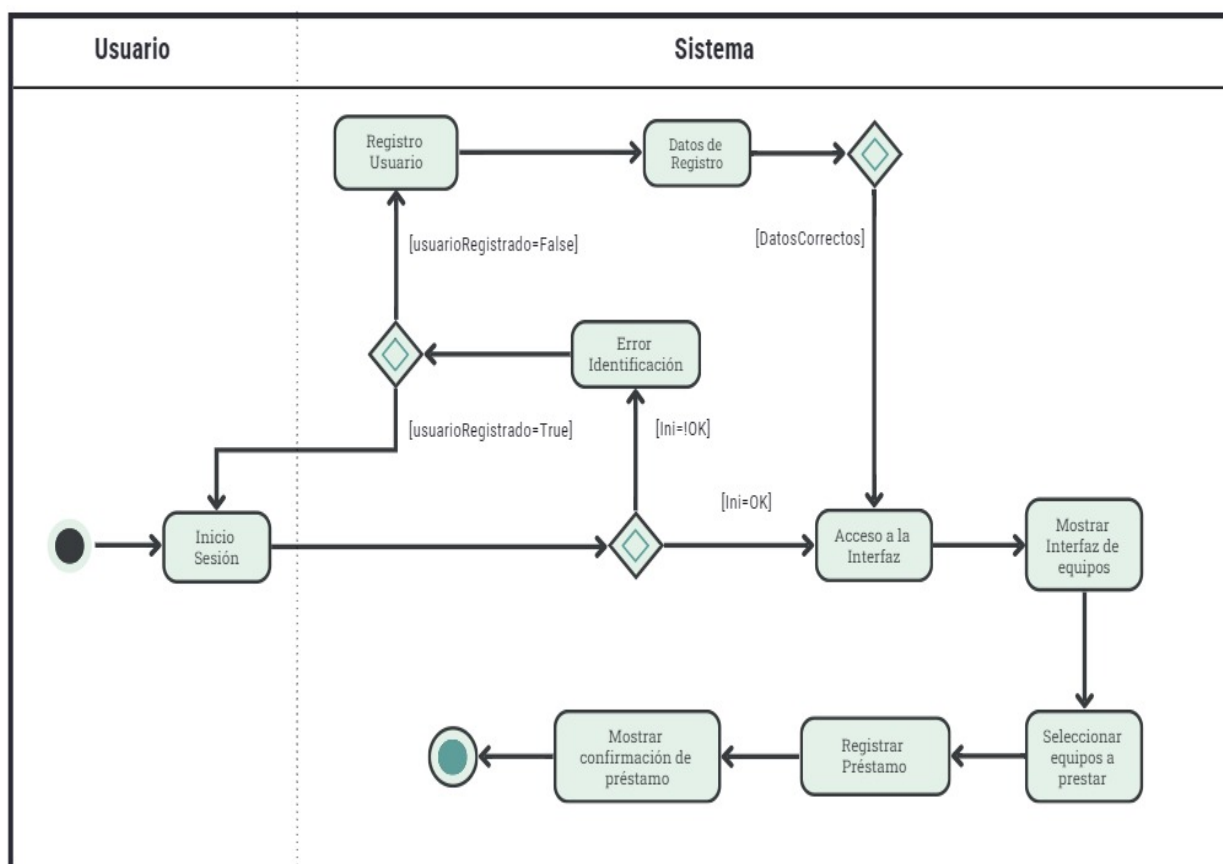 Usuario
Sistema
Registro
Usuario
Datos de
Registro
[usuarioRegistrado=False]
[DatosCorrectos]
Error
Identificación
[usuarioRegistrado=True]
[Ini=!OK]
[Ini=OK]
Inicio
Sesión
Acceso a la
Interfaz
Mostrar
Interfaz de
equipos
Mostrar
confirmación de
préstamo
Registrar
Préstamo
Seleccionar
equipos a
prestar